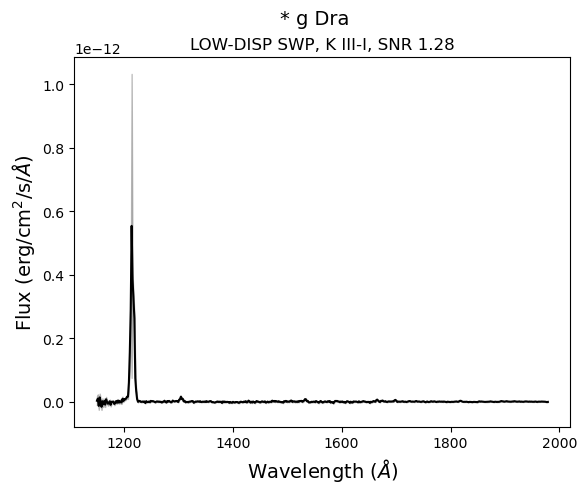 * g Dra
LOW-DISP SWP, K III-I, SNR 1.28
1e−12
1.0
0.8
0.6
0.4
0.2
0.0
Flux (erg/cm²/s/Å)
1200 1400 1600 1800 2000
Wavelength (Å)